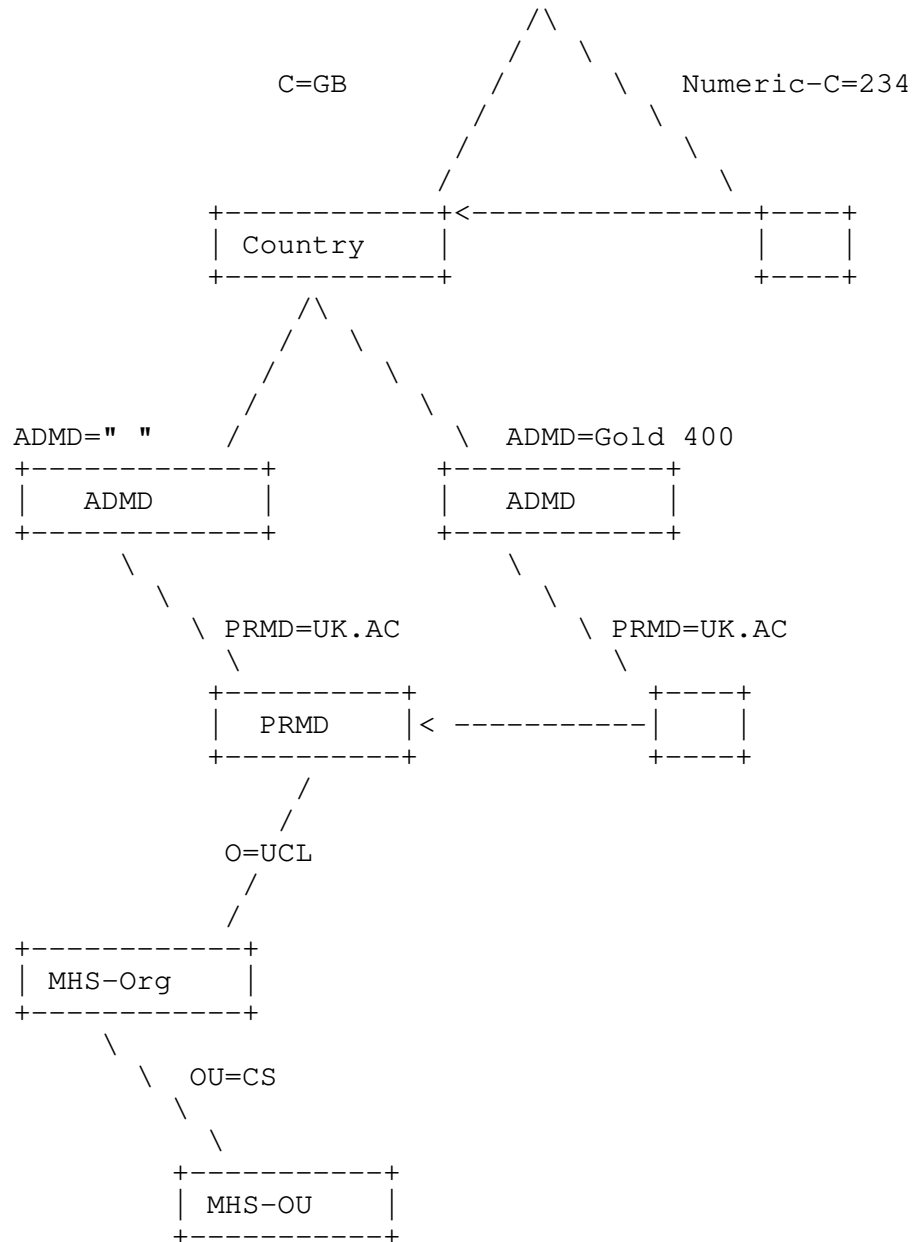 C=GB Numeric-C=234
Country
ADMD=" " ADMD=Gold 400
ADMD ADMD
PRMD=UK.AC PRMD=UK.AC
PRMD
O=UCL
MHS-Org
OU=CS
MHS-OU